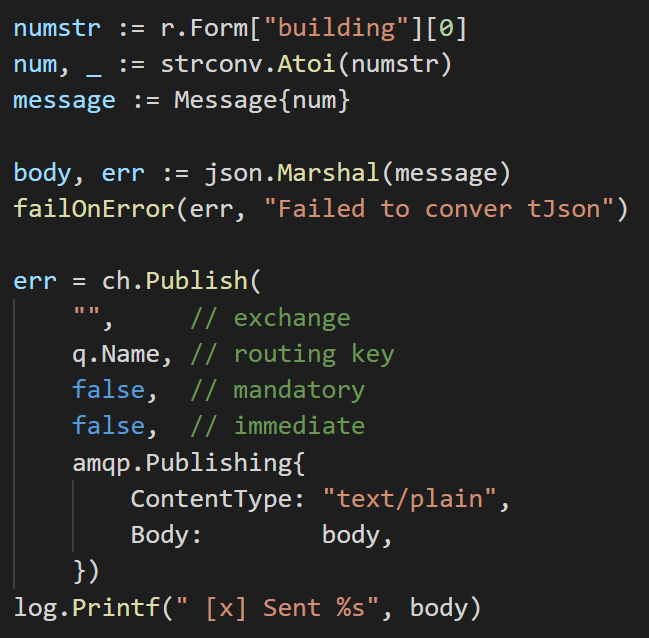 numstr := r.Form["building"][0]
num, _ := strconv.Atoi(numstr)
message := Message{num}

body, err := json.Marshal(message)
failOnError(err, "Failed to conver tJson")

err = ch.Publish(
    "",     // exchange
    q.Name, // routing key
    false,  // mandatory
    false,  // immediate
    amqp.Publishing{
        ContentType: "text/plain",
        Body:        body,
    })
log.Printf(" [x] Sent %s", body)